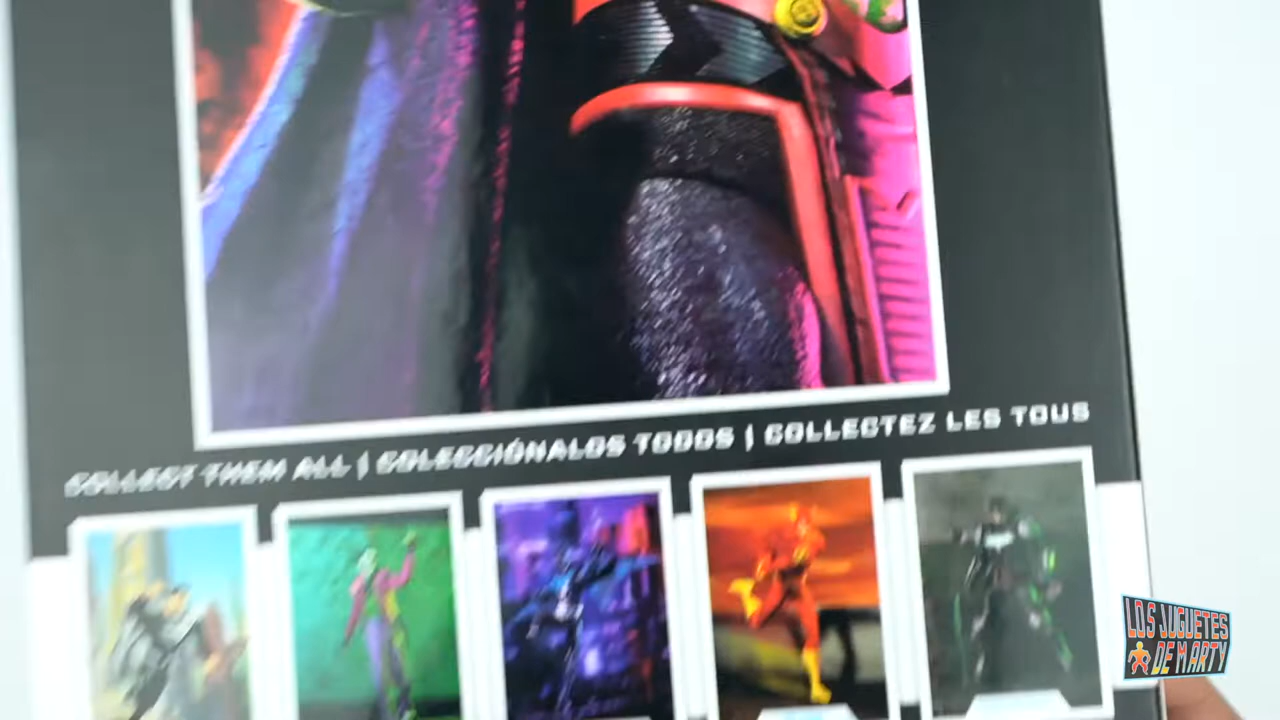 COLLECT THEM ALL | COLECCIÓNALOS TODOS | COLLECTEZ LES TOUS
LOS JUGUETES
DE MARTY